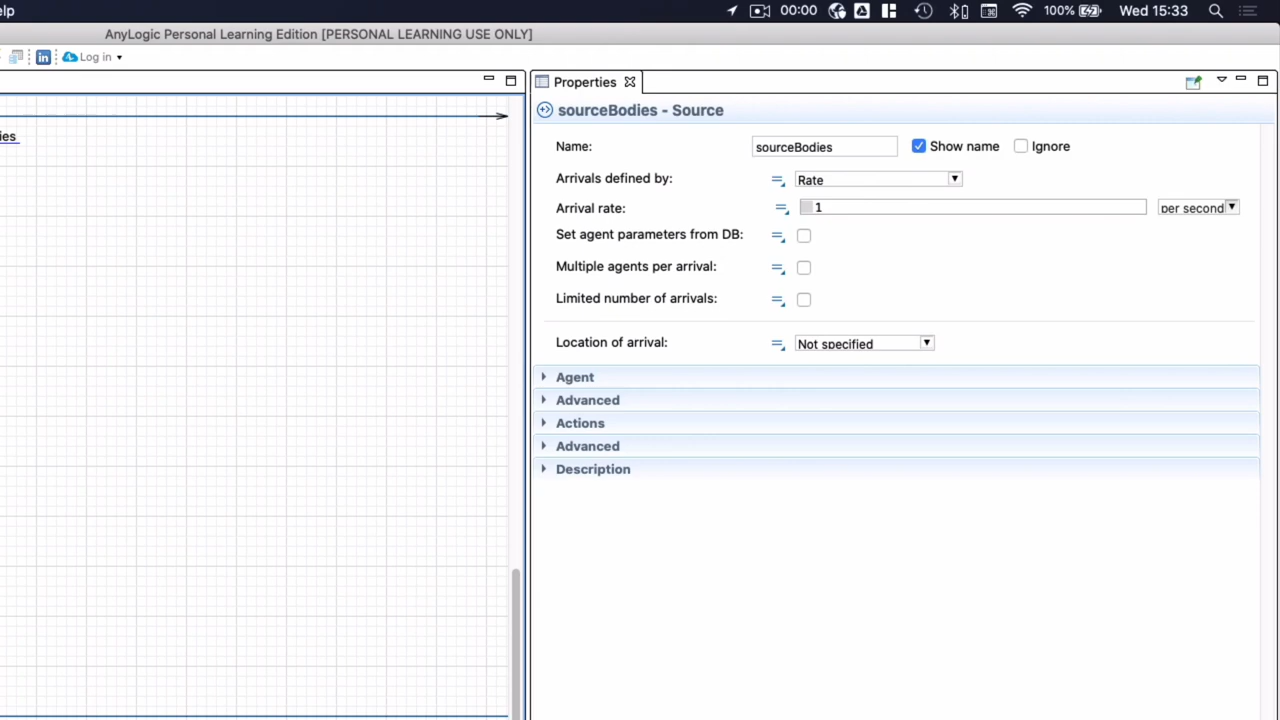 elp
00:00
100%
Wed 15:33
AnyLogic Personal Learning Edition [PERSONAL LEARNING USE ONLY]
in
Log in
Properties
ies
sourceBodies - Source
Name:
sourceBodies
Show name
Ignore
Arrivals defined by:
Rate
Arrival rate:
1
per second
Set agent parameters from DB:
Multiple agents per arrival:
Limited number of arrivals:
Location of arrival:
Not specified
Agent
Advanced
Actions
Advanced
Description